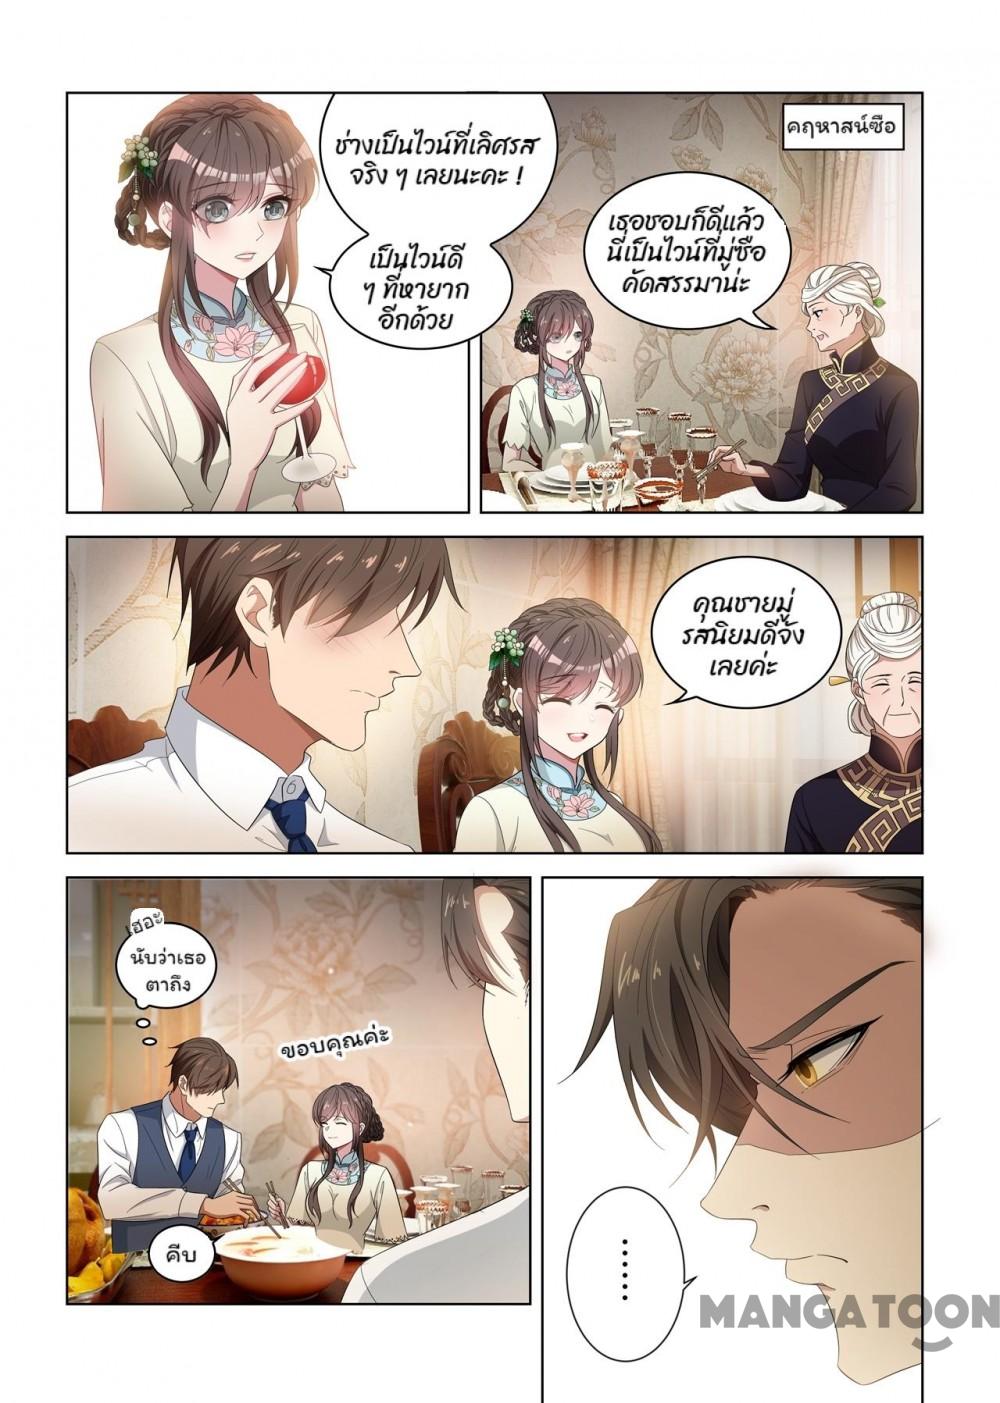 ช่างเป็นไวน์ที่เลิศรส
จริง ๆ เลยนะคะ !
เป็นไวน์ดี
ๆ ที่หายาก
อีกด้วย
คฤหาสน์ซือ
เธอชอบก็ดีแล้ว
นี่เป็นไวน์ที่มู่ซือ
คัดสรรมาน่ะ
คุณชายมู่
รสนิยมดีจัง
เลยค่ะ
เฮอะ
นับว่าเธอ
ตาถึง
ขอบคุณค่ะ
คีบ
.......
MANGATOON